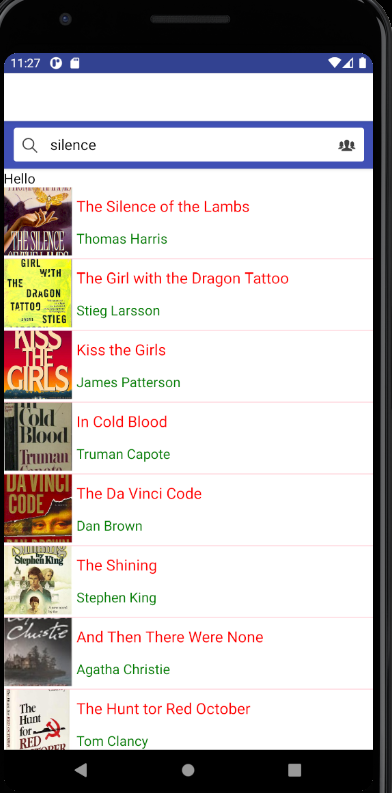 11:27
silence
Hello
THE SILENCE
The Silence of the Lambs
Thomas Harris
GIRL
WITH
THE
DRAGON
TATTOO
STIEG
The Girl with the Dragon Tattoo
Stieg Larsson
KISS
THE
GIRLS
Kiss the Girls
James Patterson
In Cold
Blood
Truman
Capote
In Cold Blood
Truman Capote
DA VINCI
CODE
The Da Vinci Code
Dan Brown
Stephen King
The Shining
Stephen King
Christie
And Then There Were None
Agatha Christie
The
Hunt
for
RED
OCTOBER
The Hunt tor Red October
Tom Clancy